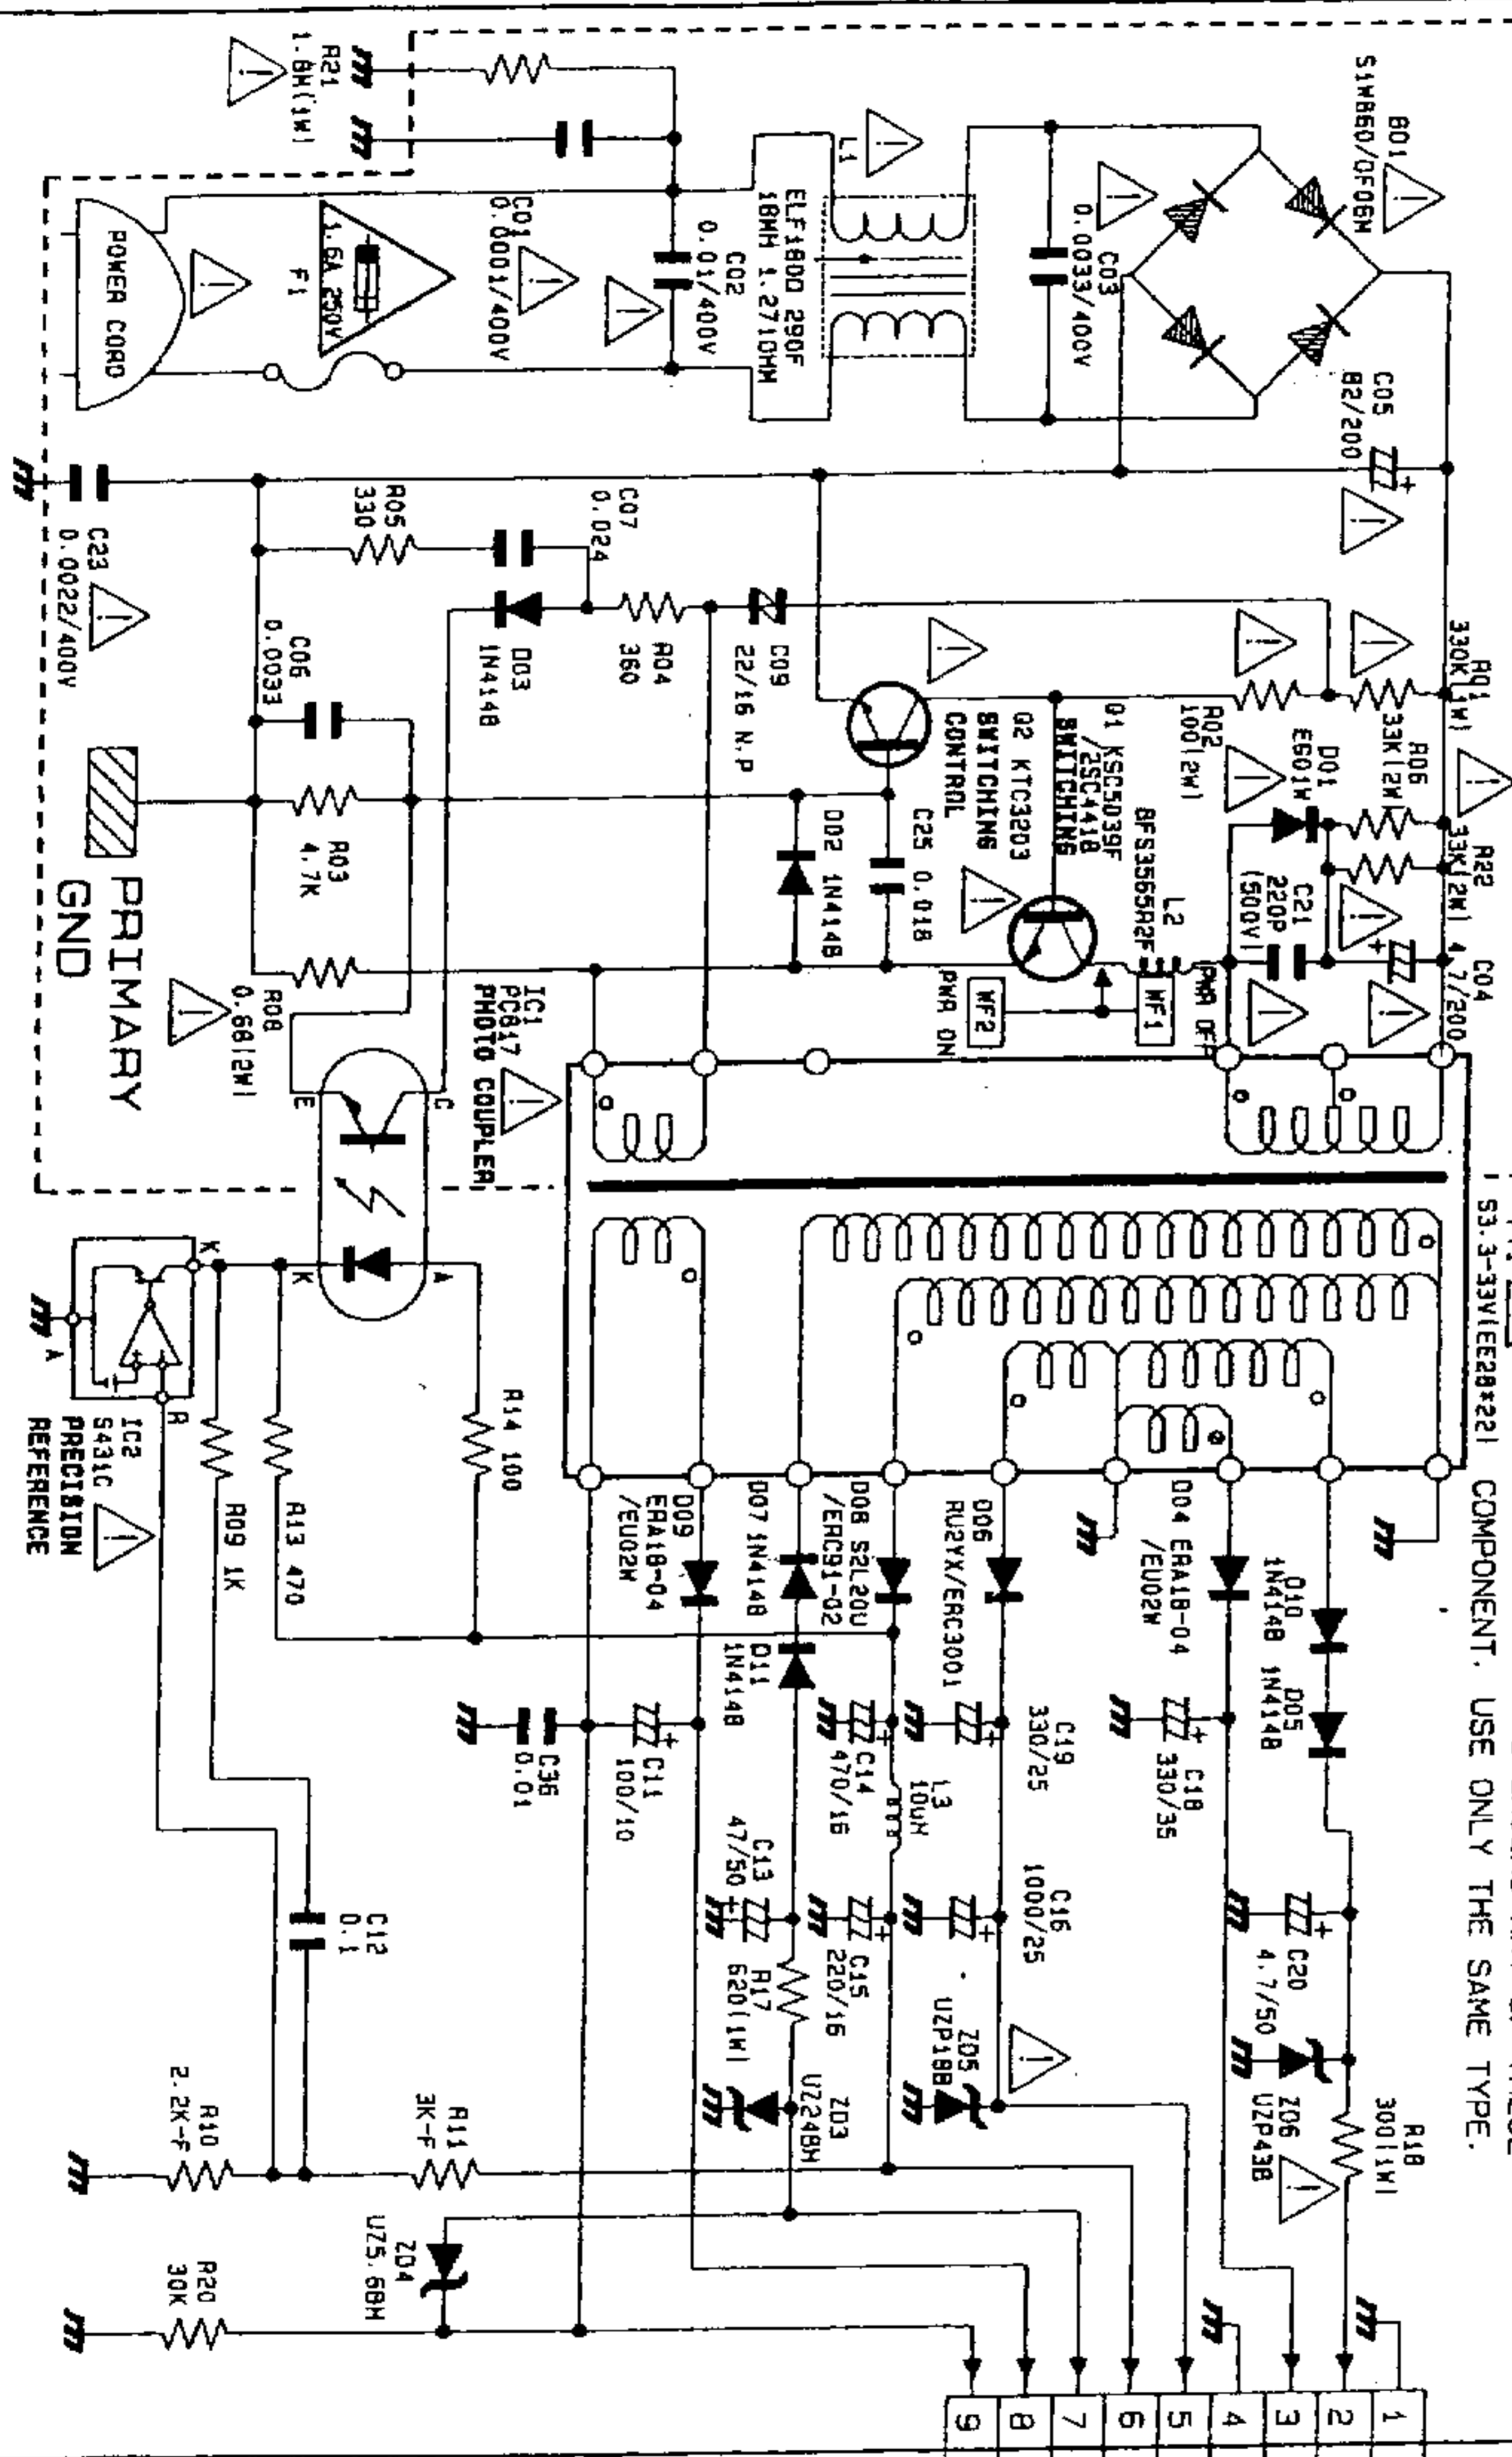 COMPONENT. USE ONLY THE SAME TYPE.
S3.3-33V(EE28*22)
B01
S1WB60/DF06M
C05
82/200
R01
330K(1W)
R06
33K(2W)
R22
33K(2W)
C04
4.7/200
D01
EG01W
C21
220P
(500V)
R02
100(2W)
L2
BFS3565R2F
WF1
PWR OFF
WF2
PWR ON
Q1 KSC5039F
/2SC4418
SWITCHING
Q2 KTC3203
SWITCHING
CONTROL
C25 0.018
D02 1N4148
C03
0.0033/400V
L1
ELF18DD 290F
18MH 1.27OHM
C02
0.01/400V
C01
0.0001/400V
R21
1.8M(1W)
1.6A 250V
F1
POWER CORD
C09
22/16 N.P
R04
360
D03
1N4148
C07
0.024
R05
330
C06
0.0033
C23
0.0022/400V
R03
4.7K
PRIMARY
GND
R08
0.68(2W)
IC1
PC817
PHOTO COUPLER
C
E
A
K
R14 100
R13 470
R09 1K
K
R
A
IC2
S431C
PRECISION
REFERENCE
D10
1N4148
D05
1N4148
D04 ERA18-04
/EU02W
D06
RU2YX/ERC3001
D08 S2L20U
/ERC91-02
D07 1N4148
D11
1N4148
D09
ERA18-04
/EU02W
C18
330/35
C19
330/25
C16
1000/25
C14
470/16
L3
10uH
C15
220/16
C13
47/50
R17
620(1W)
C11
100/10
C36
0.01
C20
4.7/50
ZD6
UZP43B
R18
300(1W)
ZD5
UZP18B
ZD3
UZ24BM
C12
0.1
R11
3K-F
R10
2.2K-F
ZD4
UZ5.6BM
R20
30K
1
2
3
4
5
6
7
8
9